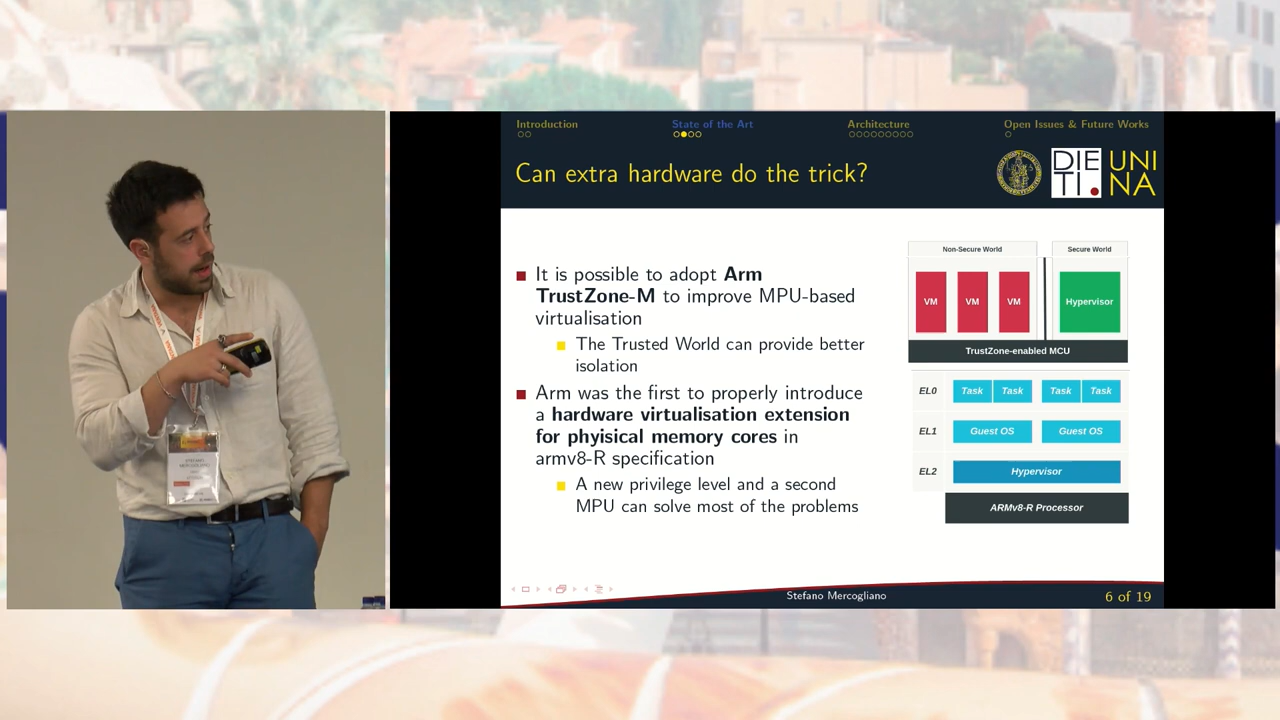 Introduction
State of the Art
Architecture
Open Issues & Future Works
Can extra hardware do the trick?
DIE
TI.
UNI
NA
It is possible to adopt Arm
TrustZone-M to improve MPU-based
virtualisation
The Trusted World can provide better
isolation
Arm was the first to properly introduce
a hardware virtualisation extension
for phyisical memory cores in
armv8-R specification
A new privilege level and a second
MPU can solve most of the problems
Non-Secure World
Secure World
VM
VM
VM
Hypervisor
TrustZone-enabled MCU
EL0
Task
Task
Task
Task
EL1
Guest OS
Guest OS
EL2
Hypervisor
ARMv8-R Processor
Stefano Mercogliano
6 of 19